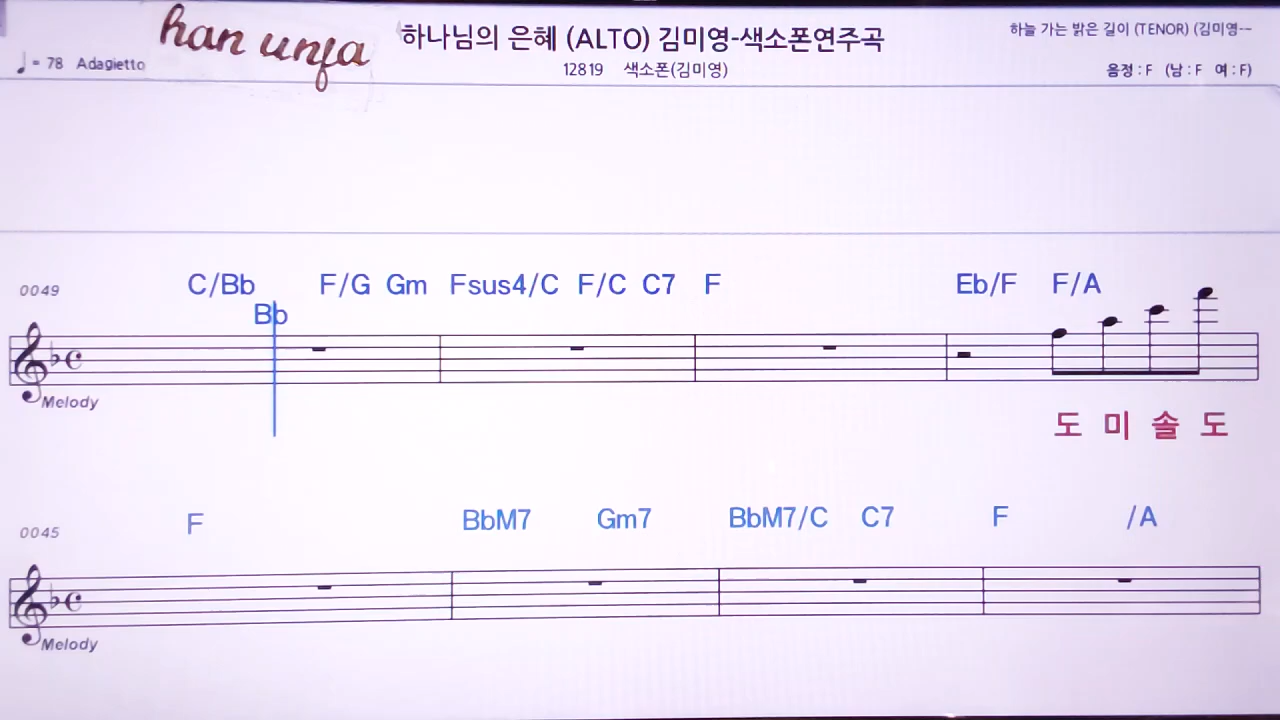 han unfa
하나님의 은혜 (ALTO) 김미영-색소폰연주곡
하늘 가는 밝은 길이 (TENOR) (김미영--
♩= 78 Adagietto
12819 색소폰(김미영)
음정 : F (남 : F 여 : F)
0049
C/Bb F/G Gm Fsus4/C F/C C7 F Eb/F F/A
Bb
Melody
도 미 솔 도
0045
F BbM7 Gm7 BbM7/C C7 F /A
Melody